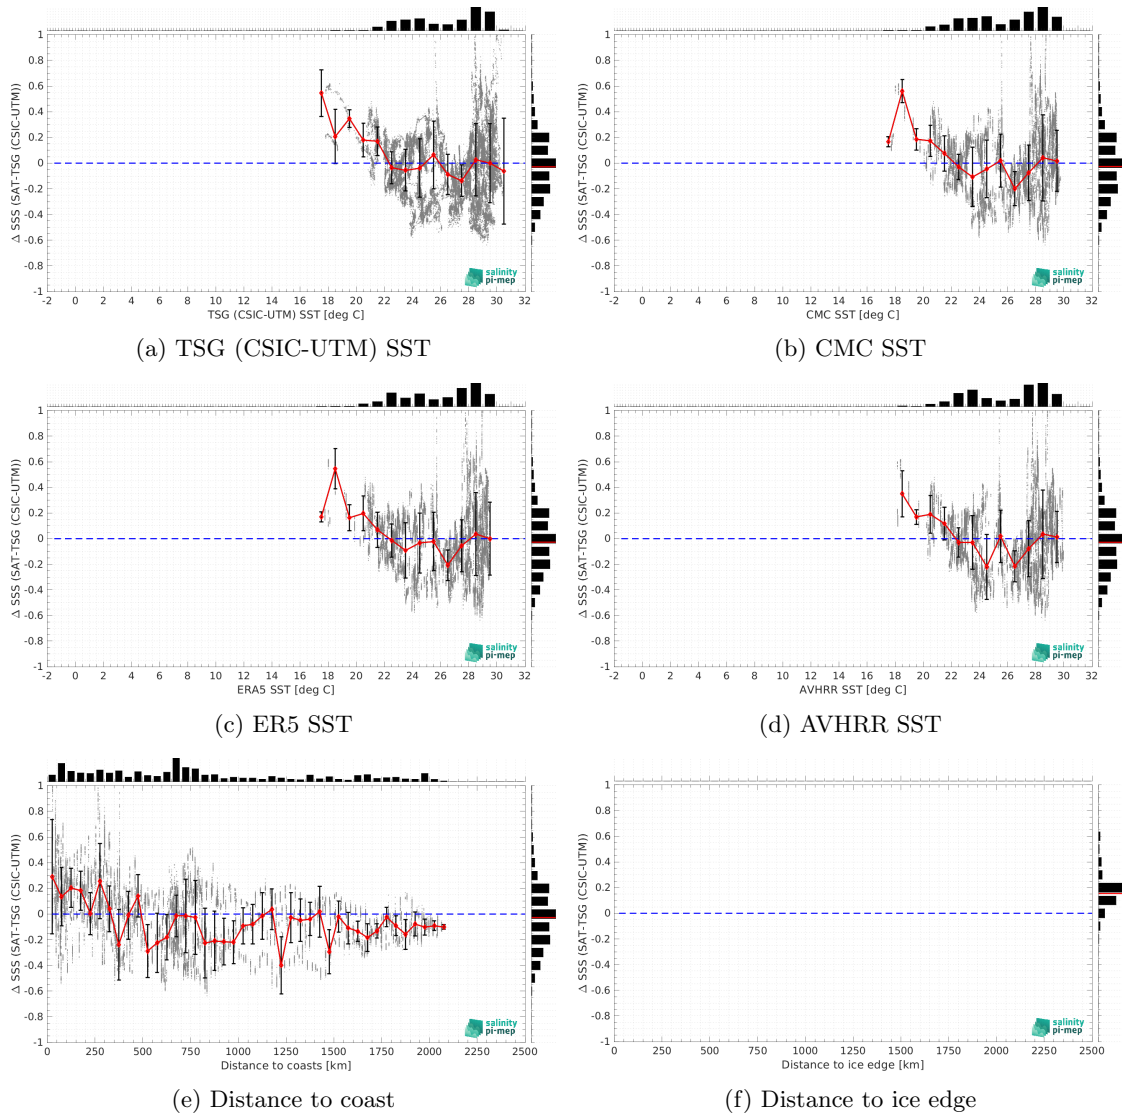 1
0.8
0.6
0.4
0.2
0
-0.2
-0.4
-0.6
-0.8
-1
Δ SSS (SAT-TSG (CSIC-UTM))
salinity
pi-mep
-2 0 2 4 6 8 10 12 14 16 18 20 22 24 26 28 30 32
TSG (CSIC-UTM) SST [deg C]
(a) TSG (CSIC-UTM) SST
1
0.8
0.6
0.4
0.2
0
-0.2
-0.4
-0.6
-0.8
-1
Δ SSS (SAT-TSG (CSIC-UTM))
salinity
pi-mep
-2 0 2 4 6 8 10 12 14 16 18 20 22 24 26 28 30 32
CMC SST [deg C]
(b) CMC SST
1
0.8
0.6
0.4
0.2
0
-0.2
-0.4
-0.6
-0.8
-1
Δ SSS (SAT-TSG (CSIC-UTM))
salinity
pi-mep
-2 0 2 4 6 8 10 12 14 16 18 20 22 24 26 28 30 32
ERA5 SST [deg C]
(c) ER5 SST
1
0.8
0.6
0.4
0.2
0
-0.2
-0.4
-0.6
-0.8
-1
Δ SSS (SAT-TSG (CSIC-UTM))
salinity
pi-mep
-2 0 2 4 6 8 10 12 14 16 18 20 22 24 26 28 30 32
AVHRR SST [deg C]
(d) AVHRR SST
1
0.8
0.6
0.4
0.2
0
-0.2
-0.4
-0.6
-0.8
-1
Δ SSS (SAT-TSG (CSIC-UTM))
salinity
pi-mep
0 250 500 750 1000 1250 1500 1750 2000 2250 2500
Distance to coasts [km]
(e) Distance to coast
1
0.8
0.6
0.4
0.2
0
-0.2
-0.4
-0.6
-0.8
-1
Δ SSS (SAT-TSG (CSIC-UTM))
salinity
pi-mep
0 250 500 750 1000 1250 1500 1750 2000 2250 2500
Distance to ice edge [km]
(f) Distance to ice edge